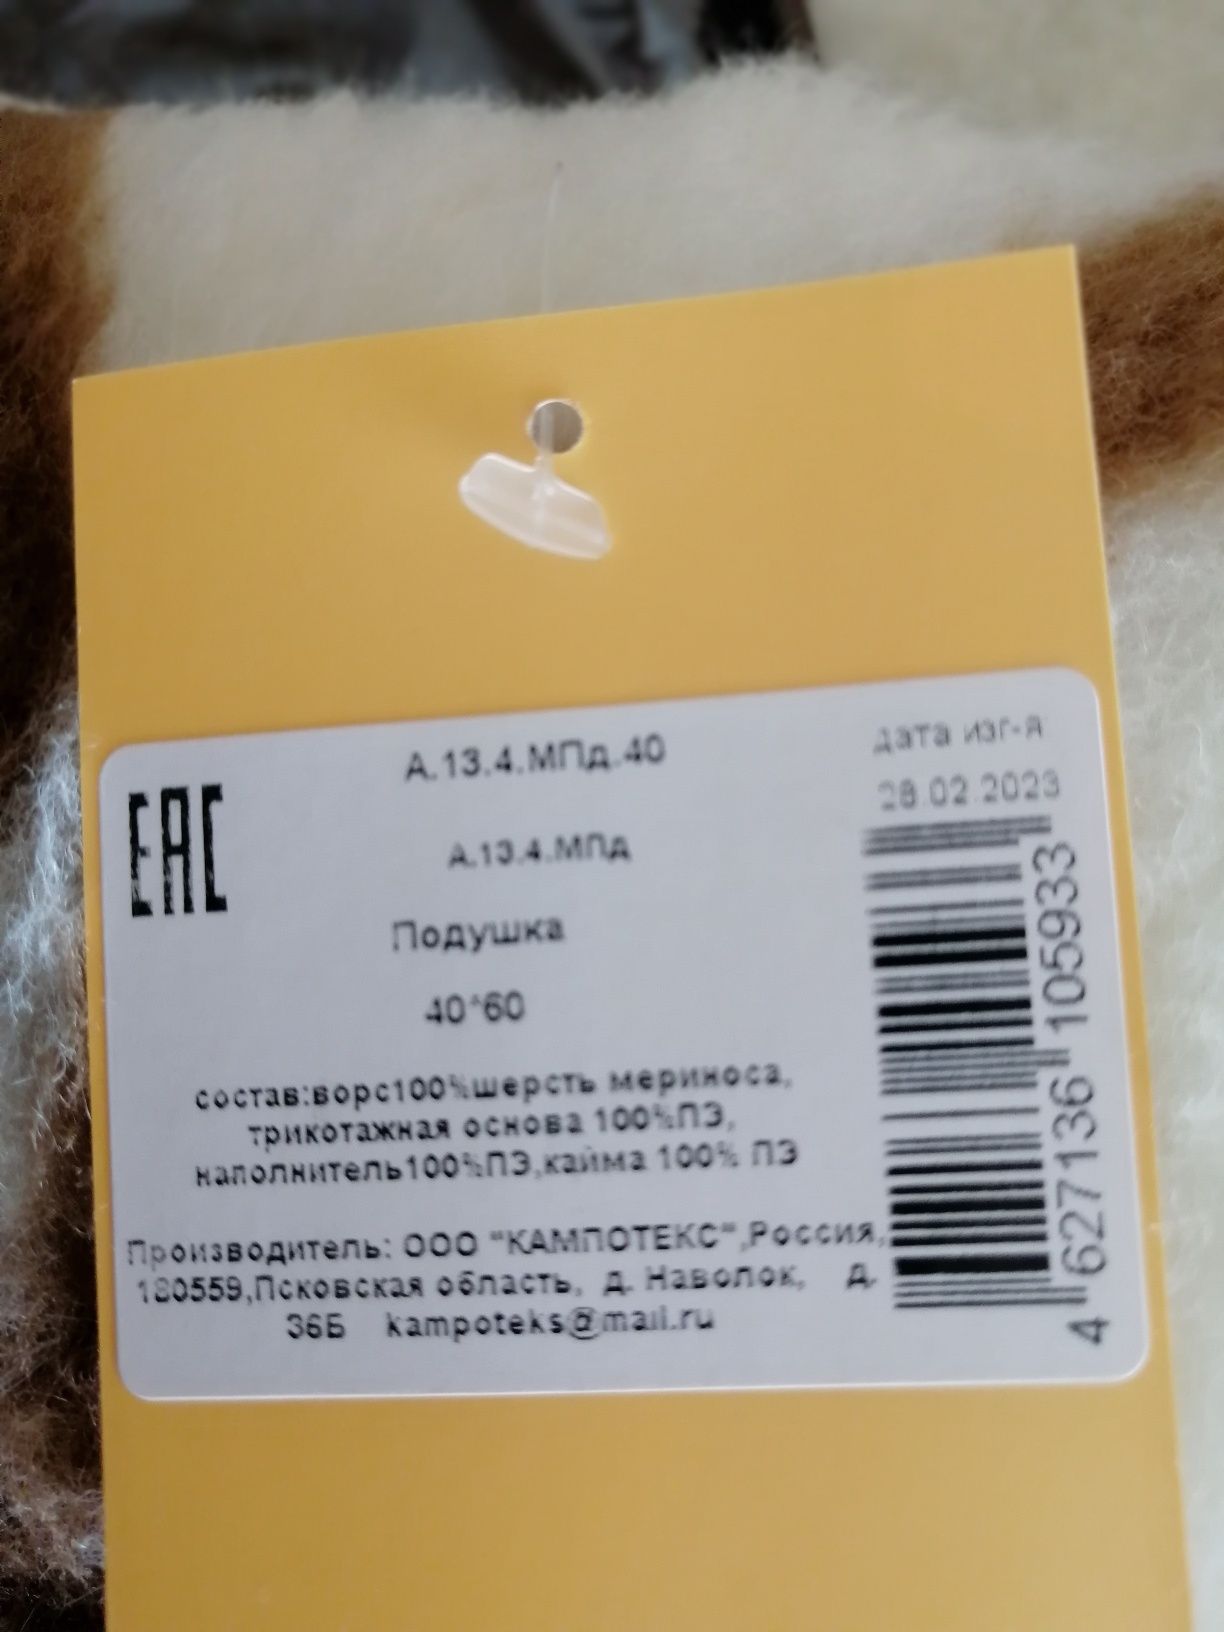 А.13.4.МПд.40
дата изг-я
28.02.2023
ЕАС
А.13.4.МПд
Подушка
40*60
состав:ворс100%шерсть мериноса,
трикотажная основа 100%ПЭ,
наполнитель100%ПЭ,кайма 100% ПЭ
Производитель: ООО "КАМПОТЕКС",Россия,
180559,Псковская область, д. Наволок, д.
36Б kampoteks@mail.ru
4 627136 105933